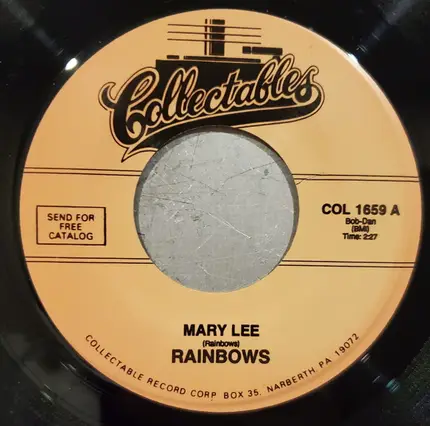 Collectables
SEND FOR
FREE
CATALOG
COL 1659 A
Bob-Dan
(BMI)
Time: 2:27
MARY LEE
(Rainbows)
RAINBOWS
COLLECTABLE RECORD CORP BOX 35, NARBERTH, PA 19072